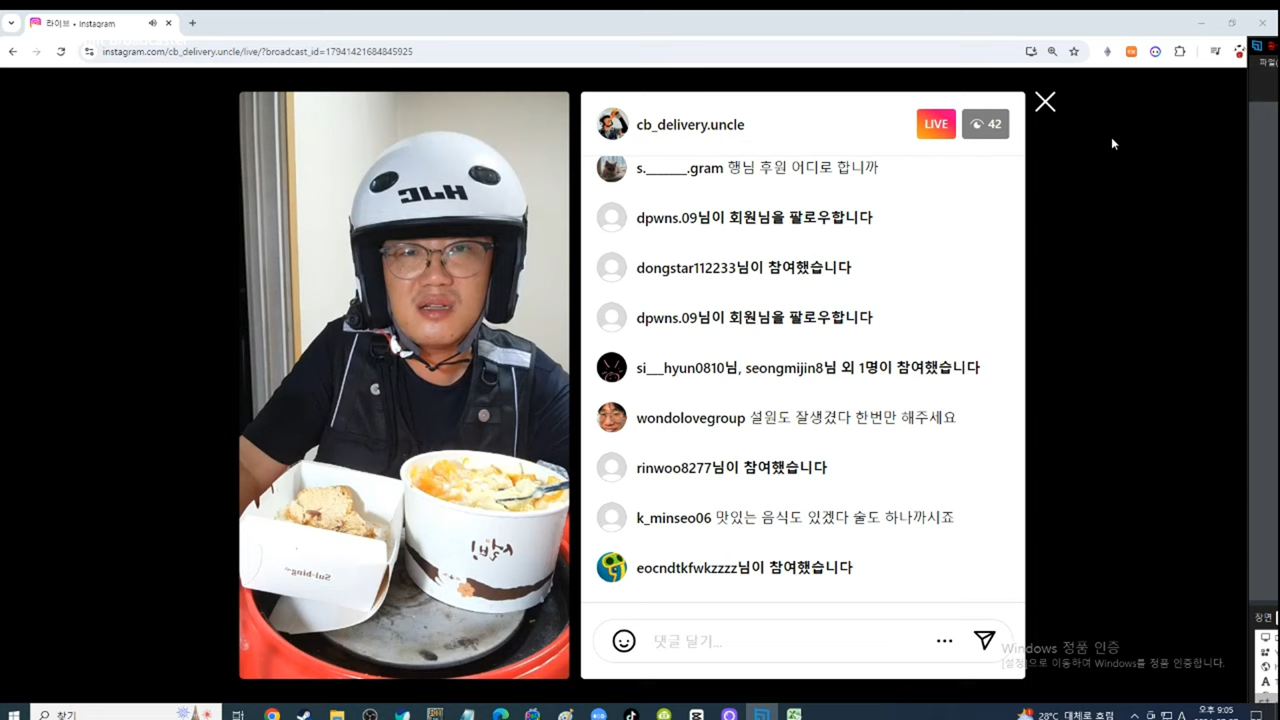 라이브 • Instagram
instagram.com/cb_delivery.uncle/live/?broadcast_id=17941421684845925
파일(
cb_delivery.uncle
LIVE
42
s._______.gram 행님 후원 어디로 합니까
dpwns.09님이 회원님을 팔로우합니다
dongstar112233님이 참여했습니다
dpwns.09님이 회원님을 팔로우합니다
si___hyun0810님, seongmijin8님 외 1명이 참여했습니다
wondolovegroup 설원도 잘생겼다 한번만 해주세요
rinwoo8277님이 참여했습니다
k_minseo06 맛있는 음식도 있겠다 술도 하나까시죠
eocndtkfwkzzzz님이 참여했습니다
댓글 달기...
HJC
설빙
Sul-bing
Windows 정품 인증
[설정]으로 이동하여 Windows를 정품 인증합니다.
장면
찾기
28°C 대체로 흐림
오후 9:05